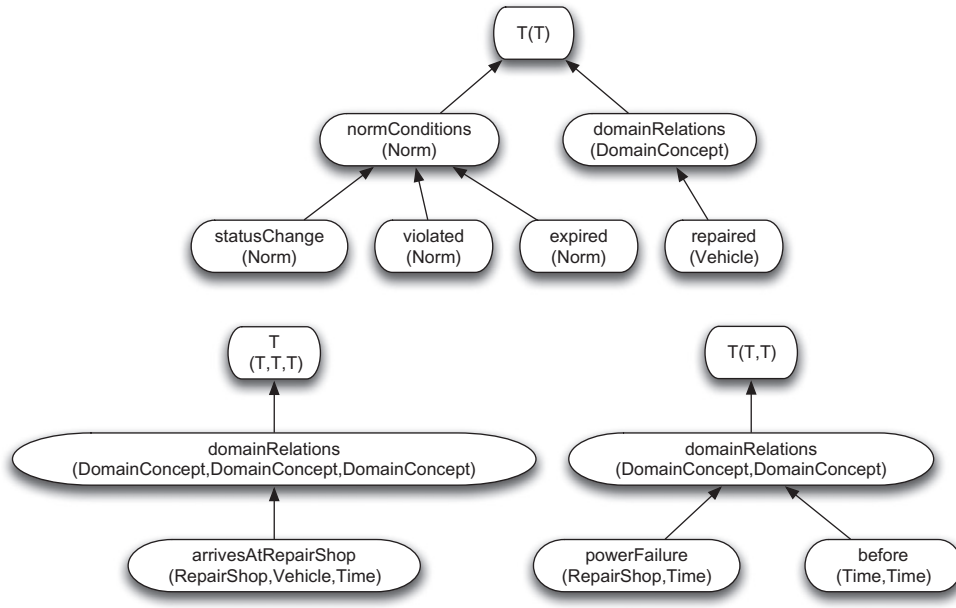 T(T)
normConditions
(Norm)
domainRelations
(DomainConcept)
statusChange
(Norm)
violated
(Norm)
expired
(Norm)
repaired
(Vehicle)
T
(T,T,T)
T(T,T)
domainRelations
(DomainConcept,DomainConcept,DomainConcept)
domainRelations
(DomainConcept,DomainConcept)
arrivesAtRepairShop
(RepairShop,Vehicle,Time)
powerFailure
(RepairShop,Time)
before
(Time,Time)